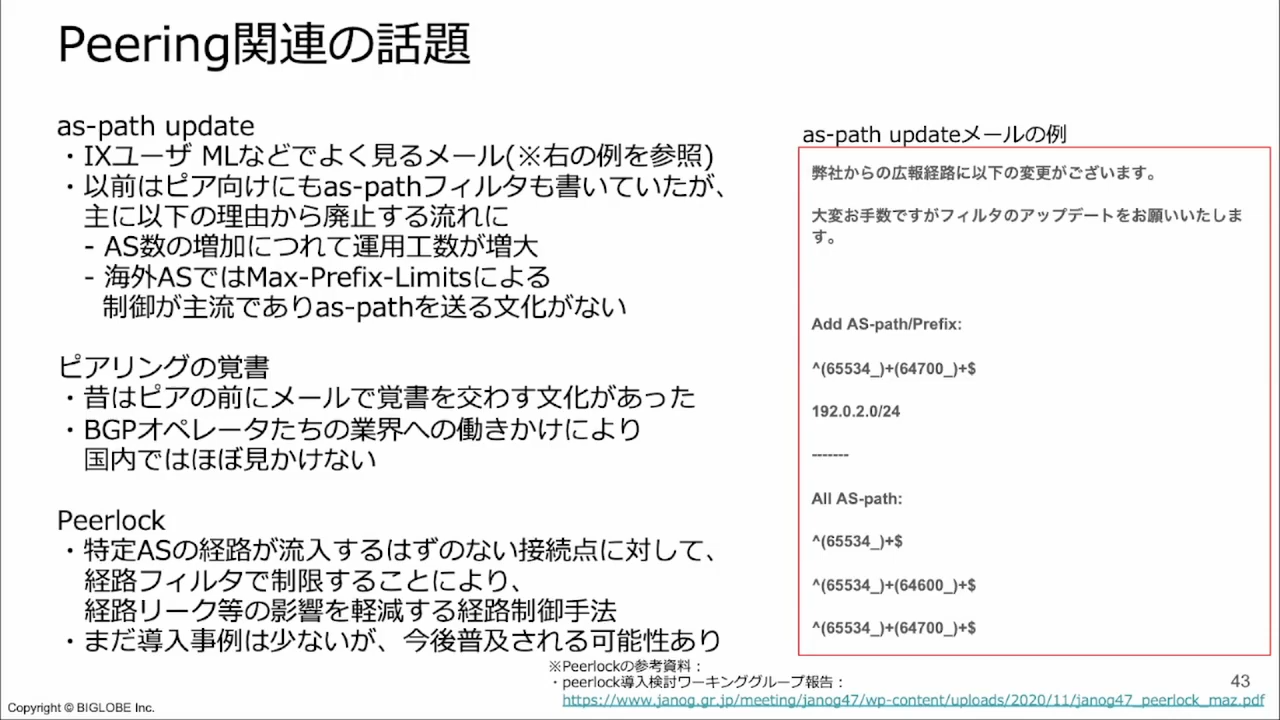 Peering関連の話題
as-path update
・IXユーザ MLなどでよく見るメール(※右の例を参照)
・以前はピア向けにもas-pathフィルタも書いていたが、
主に以下の理由から廃止する流れに
- AS数の増加につれて運用工数が増大
- 海外ASではMax-Prefix-Limitsによる
制御が主流でありas-pathを送る文化がない
ピアリングの覚書
・昔はピアの前にメールで覚書を交わす文化があった
・BGPオペレータたちの業界への働きかけにより
国内ではほぼ見かけない
Peerlock
・特定ASの経路が流入するはずのない接続点に対して、
経路フィルタで制限することにより、
経路リーク等の影響を軽減する経路制御手法
・まだ導入事例は少ないが、今後普及される可能性あり
as-path updateメールの例
弊社からの広報経路に以下の変更がございます。
大変お手数ですがフィルタのアップデートをお願いいたしま
す。
Add AS-path/Prefix:
^(65534_)+(64700_)+$
192.0.2.0/24
-------
All AS-path:
^(65534_)+$
^(65534_)+(64600_)+$
^(65534_)+(64700_)+$
※Peerlockの参考資料：
・peerlock導入検討ワーキンググループ報告：
https://www.janog.gr.jp/meeting/janog47/wp-content/uploads/2020/11/janog47_peerlock_maz.pdf
43
Copyright © BIGLOBE Inc.